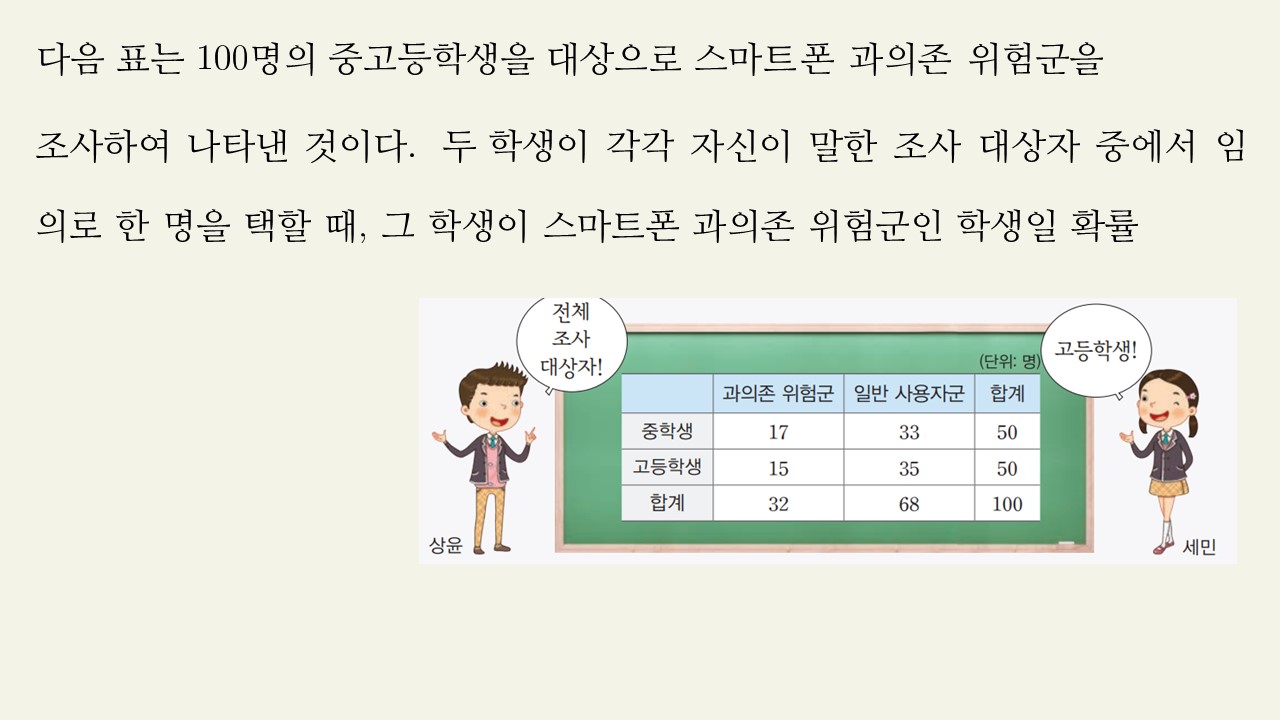 다음 표는 100명의 중고등학생을 대상으로 스마트폰 과의존 위험군을
조사하여 나타낸 것이다. 두 학생이 각각 자신이 말한 조사 대상자 중에서 임
의로 한 명을 택할 때, 그 학생이 스마트폰 과의존 위험군인 학생일 확률
전체
조사
대상자!
고등학생!
(단위: 명)
과의존 위험군 일반 사용자군 합계
중학생 17 33 50
고등학생 15 35 50
합계 32 68 100
상윤
세민